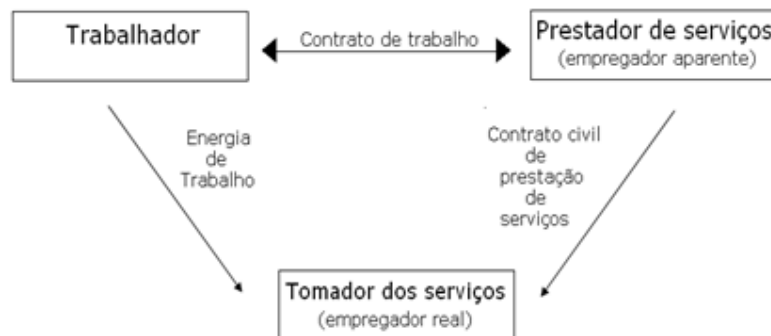 Trabalhador
Contrato de trabalho
Prestador de serviços
(empregador aparente)
Energia
de
Trabalho
Contrato civil
de
prestação
de
serviços
Tomador dos serviços
(empregador real)